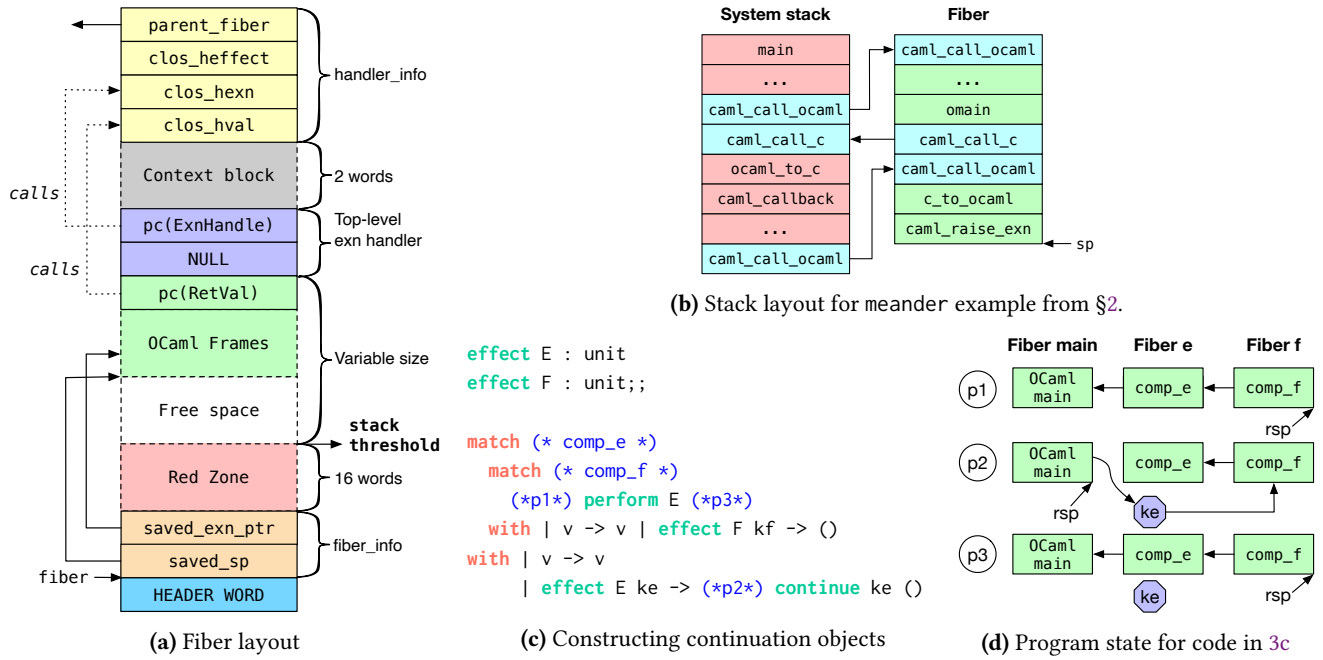 parent_fiber
clos_heffect
clos_hexn
clos_hval
handler_info
Context block
2 words
calls
pc(ExnHandle)
NULL
Top-level
exn handler
calls
pc(RetVal)
OCaml Frames
Variable size
Free space
stack
threshold
Red Zone
16 words
saved_exn_ptr
saved_sp
fiber_info
fiber
HEADER WORD
(a) Fiber layout
System stack
main
...
caml_call_ocaml
caml_call_c
ocaml_to_c
caml_callback
...
caml_call_ocaml
Fiber
caml_call_ocaml
...
omain
caml_call_c
caml_call_ocaml
c_to_ocaml
caml_raise_exn
sp
(b) Stack layout for meander example from §2.
effect E : unit
effect F : unit;;
match (* comp_e *)
match (* comp_f *)
(*p1*) perform E (*p3*)
with | v -> v | effect F kf -> ()
with | v -> v
| effect E ke -> (*p2*) continue ke ()
(c) Constructing continuation objects
Fiber main Fiber e Fiber f
p1
OCaml
main
comp_e
comp_f
rsp
p2
OCaml
main
comp_e
comp_f
rsp
ke
p3
OCaml
main
comp_e
comp_f
ke
rsp
(d) Program state for code in 3c